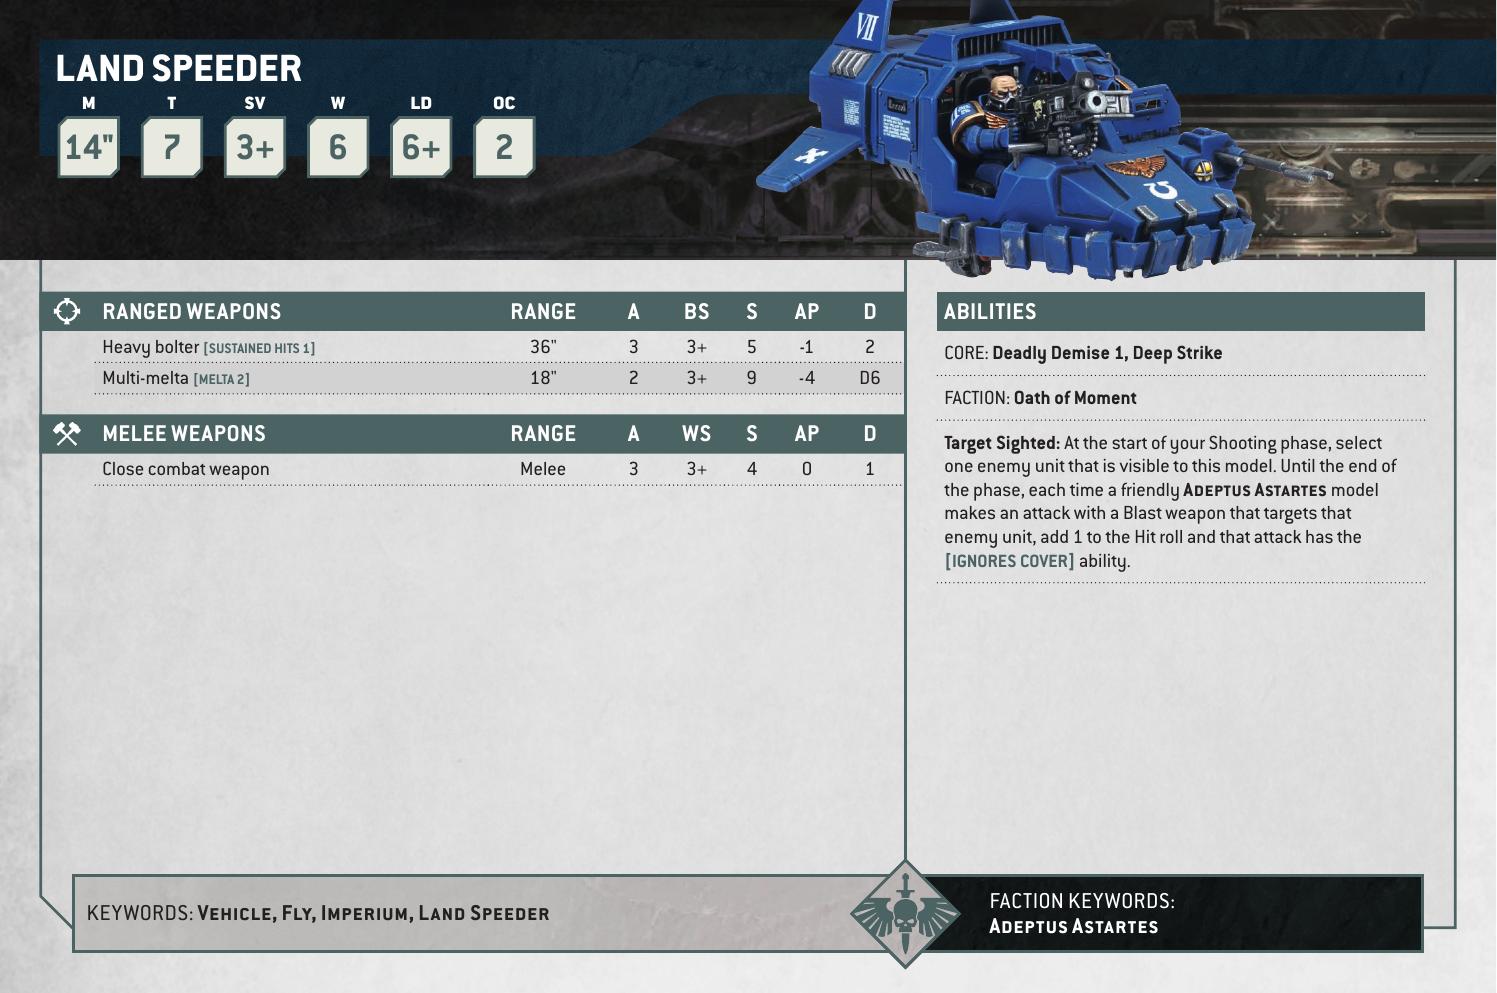 LAND SPEEDER
M T SV W LD OC
14" 7 3+ 6 6+ 2
VII
RANGED WEAPONS RANGE A BS S AP D
Heavy bolter [SUSTAINED HITS 1] 36" 3 3+ 5 -1 2
Multi-melta [MELTA 2] 18" 2 3+ 9 -4 D6
MELEE WEAPONS RANGE A WS S AP D
Close combat weapon Melee 3 3+ 4 0 1
ABILITIES
CORE: Deadly Demise 1, Deep Strike
FACTION: Oath of Moment
Target Sighted: At the start of your Shooting phase, select
one enemy unit that is visible to this model. Until the end of
the phase, each time a friendly ADEPTUS ASTARTES model
makes an attack with a Blast weapon that targets that
enemy unit, add 1 to the Hit roll and that attack has the
[IGNORES COVER] ability.
KEYWORDS: VEHICLE, FLY, IMPERIUM, LAND SPEEDER
FACTION KEYWORDS:
ADEPTUS ASTARTES